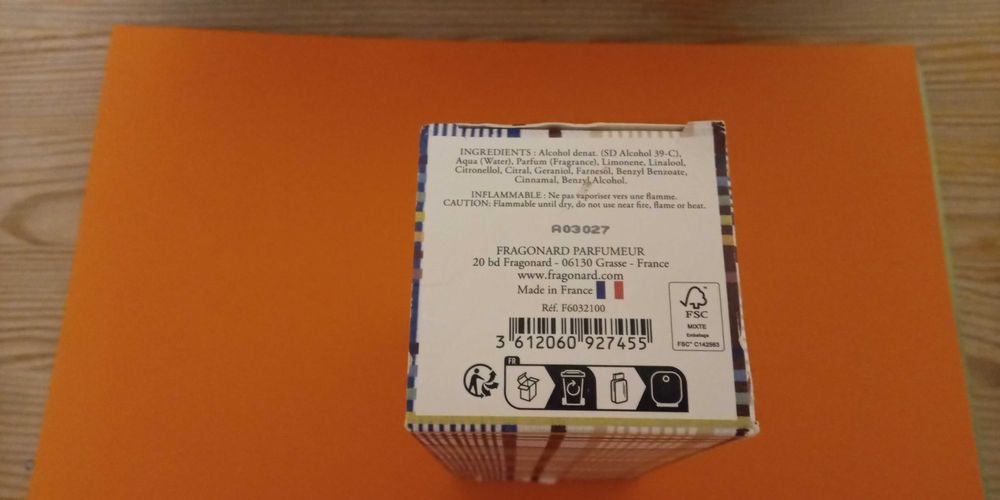 INGREDIENTS : Alcohol denat. (SD Alcohol 39-C),
Aqua (Water), Parfum (Fragrance), Limonene, Linalool,
Citronellol, Citral, Geraniol, Farnesol, Benzyl Benzoate,
Cinnamal, Benzyl Alcohol.
INFLAMMABLE : Ne pas vaporiser vers une flamme.
CAUTION: Flammable until dry, do not use near fire, flame or heat.
A03027
FRAGONARD PARFUMEUR
20 bd Fragonard - 06130 Grasse - France
www.fragonard.com
Made in France
Réf. F6032100
3 612060 927455
FSC
MIXTE
Emballage
FSC® C142563
FR